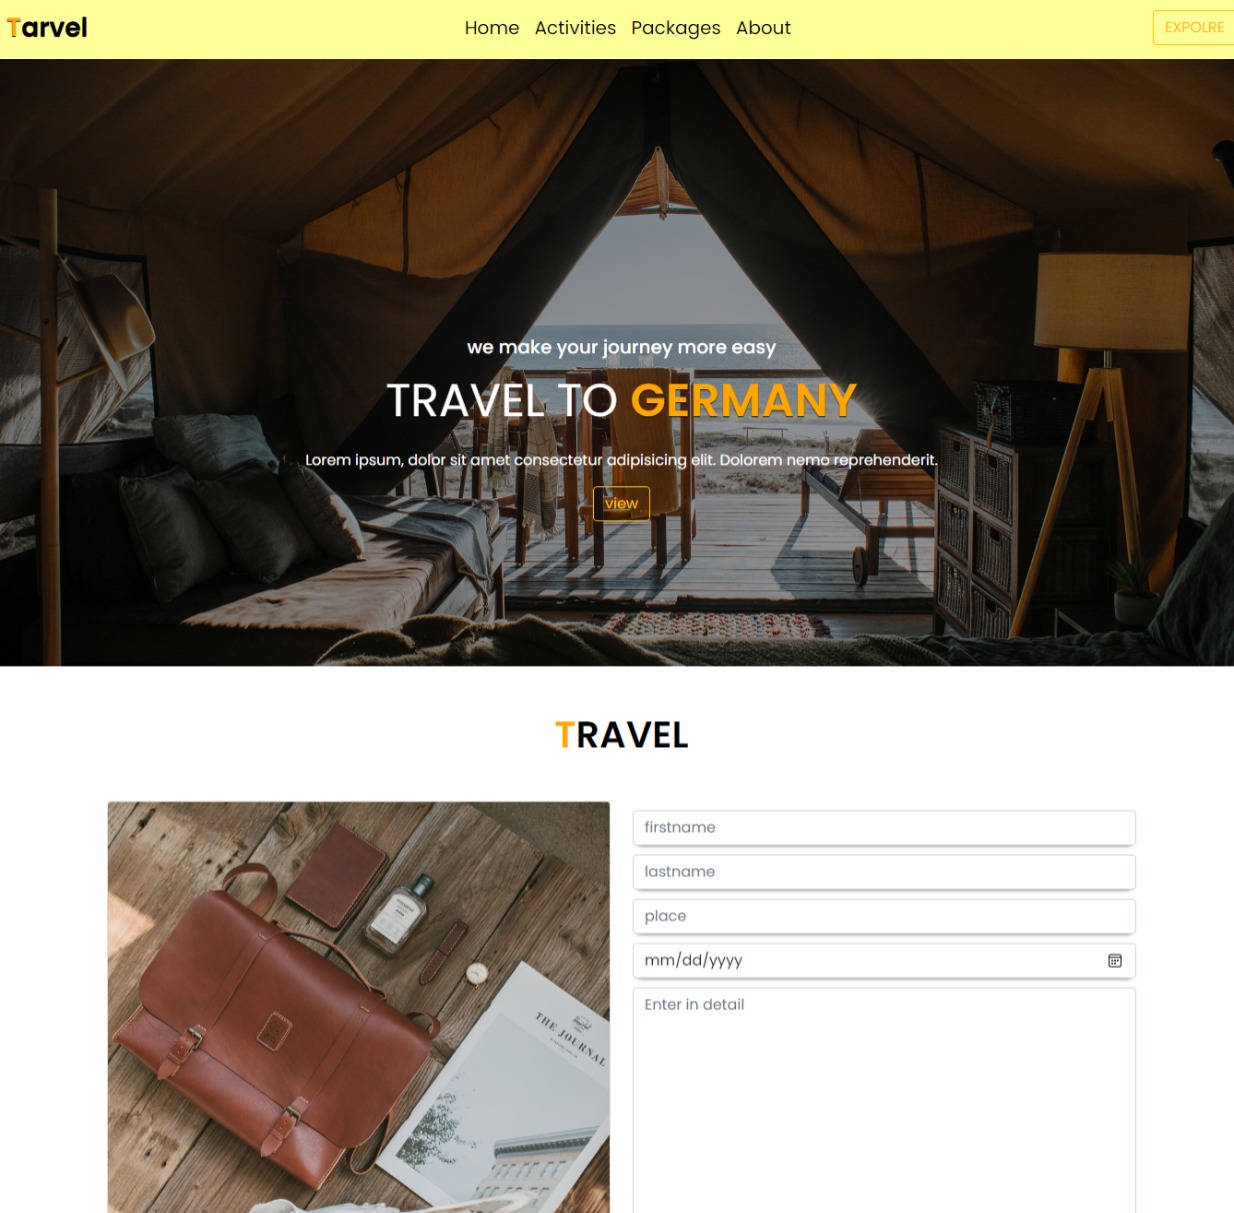 Tarvel
Home Activities Packages About
EXPOLRE
we make your journey more easy
TRAVEL TO GERMANY
Lorem ipsum, dolor sit amet consectetur adipisicing elit. Dolorem nemo reprehenderit.
view
TRAVEL
firstname
lastname
place
mm/dd/yyyy
Enter in detail
THE JOURNAL